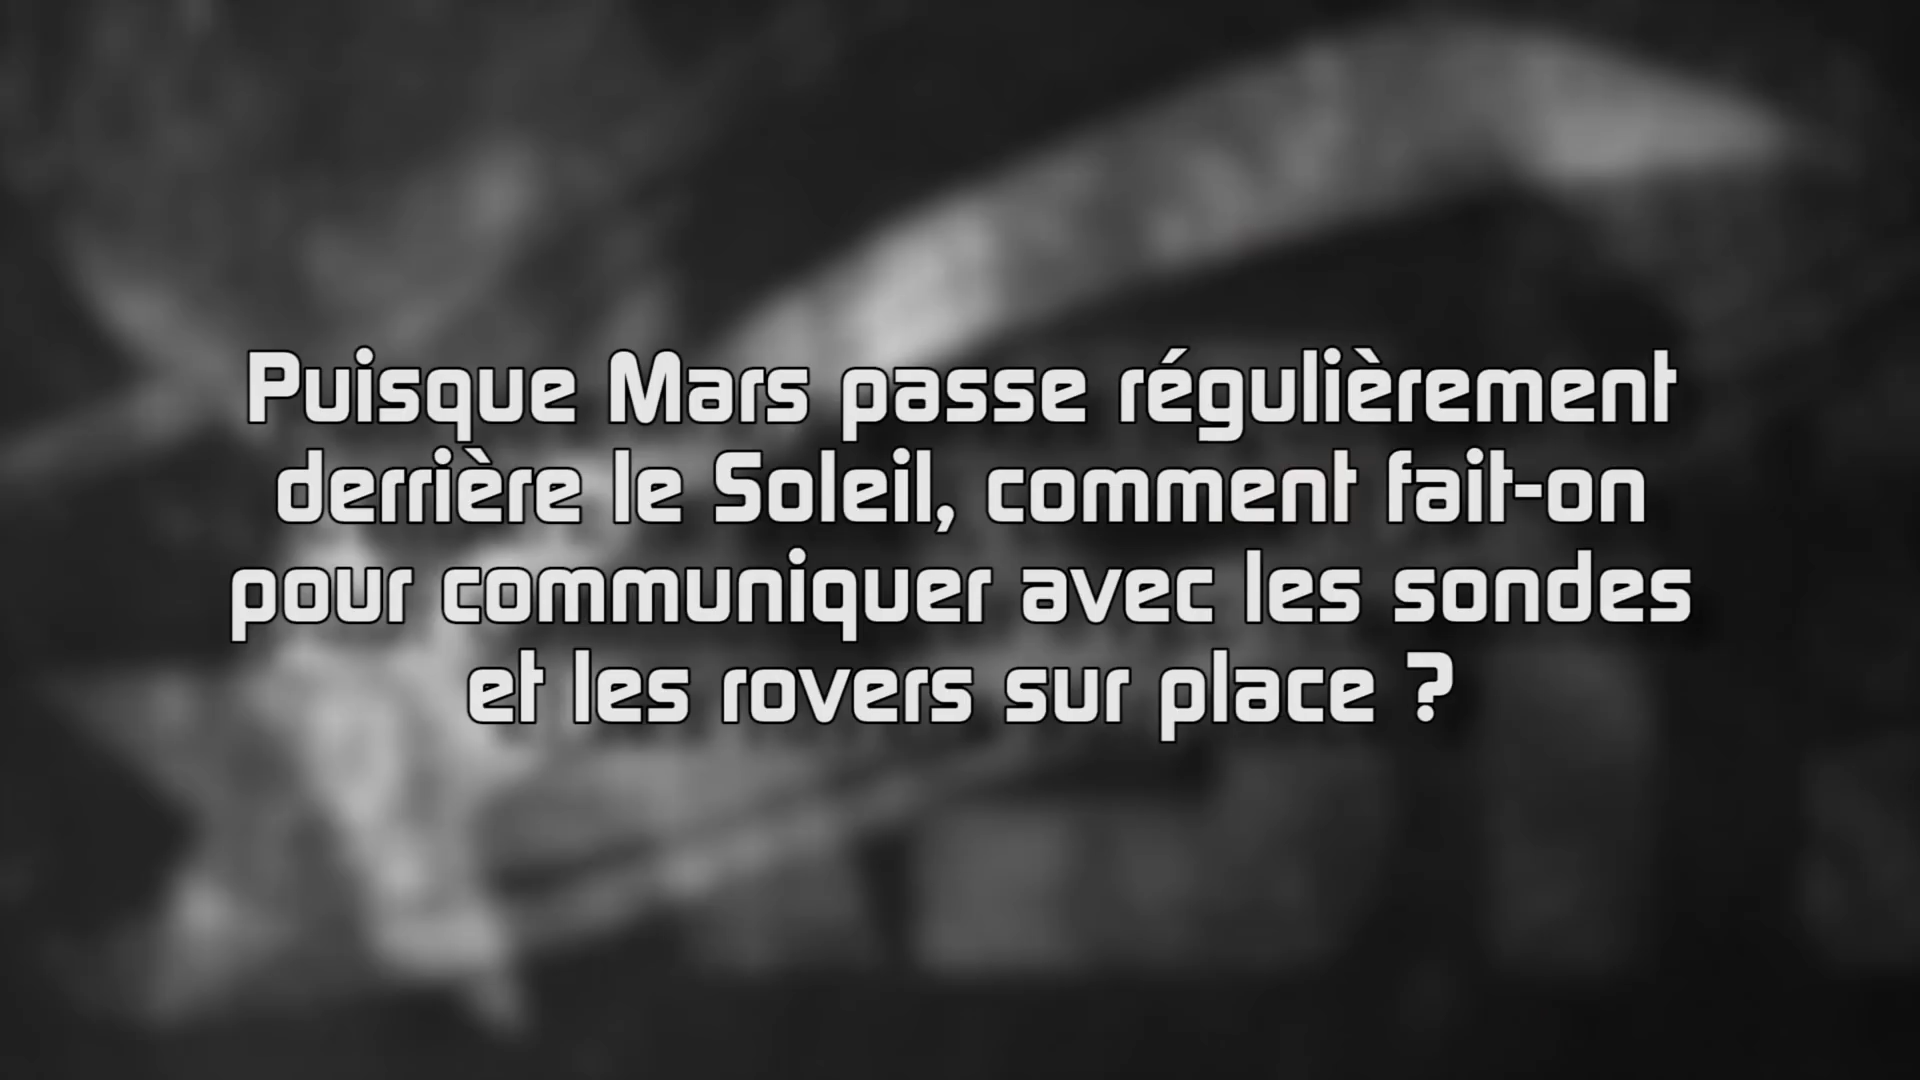 Puisque Mars passe régulièrement
derrière le Soleil, comment fait-on
pour communiquer avec les sondes
et les rovers sur place ?